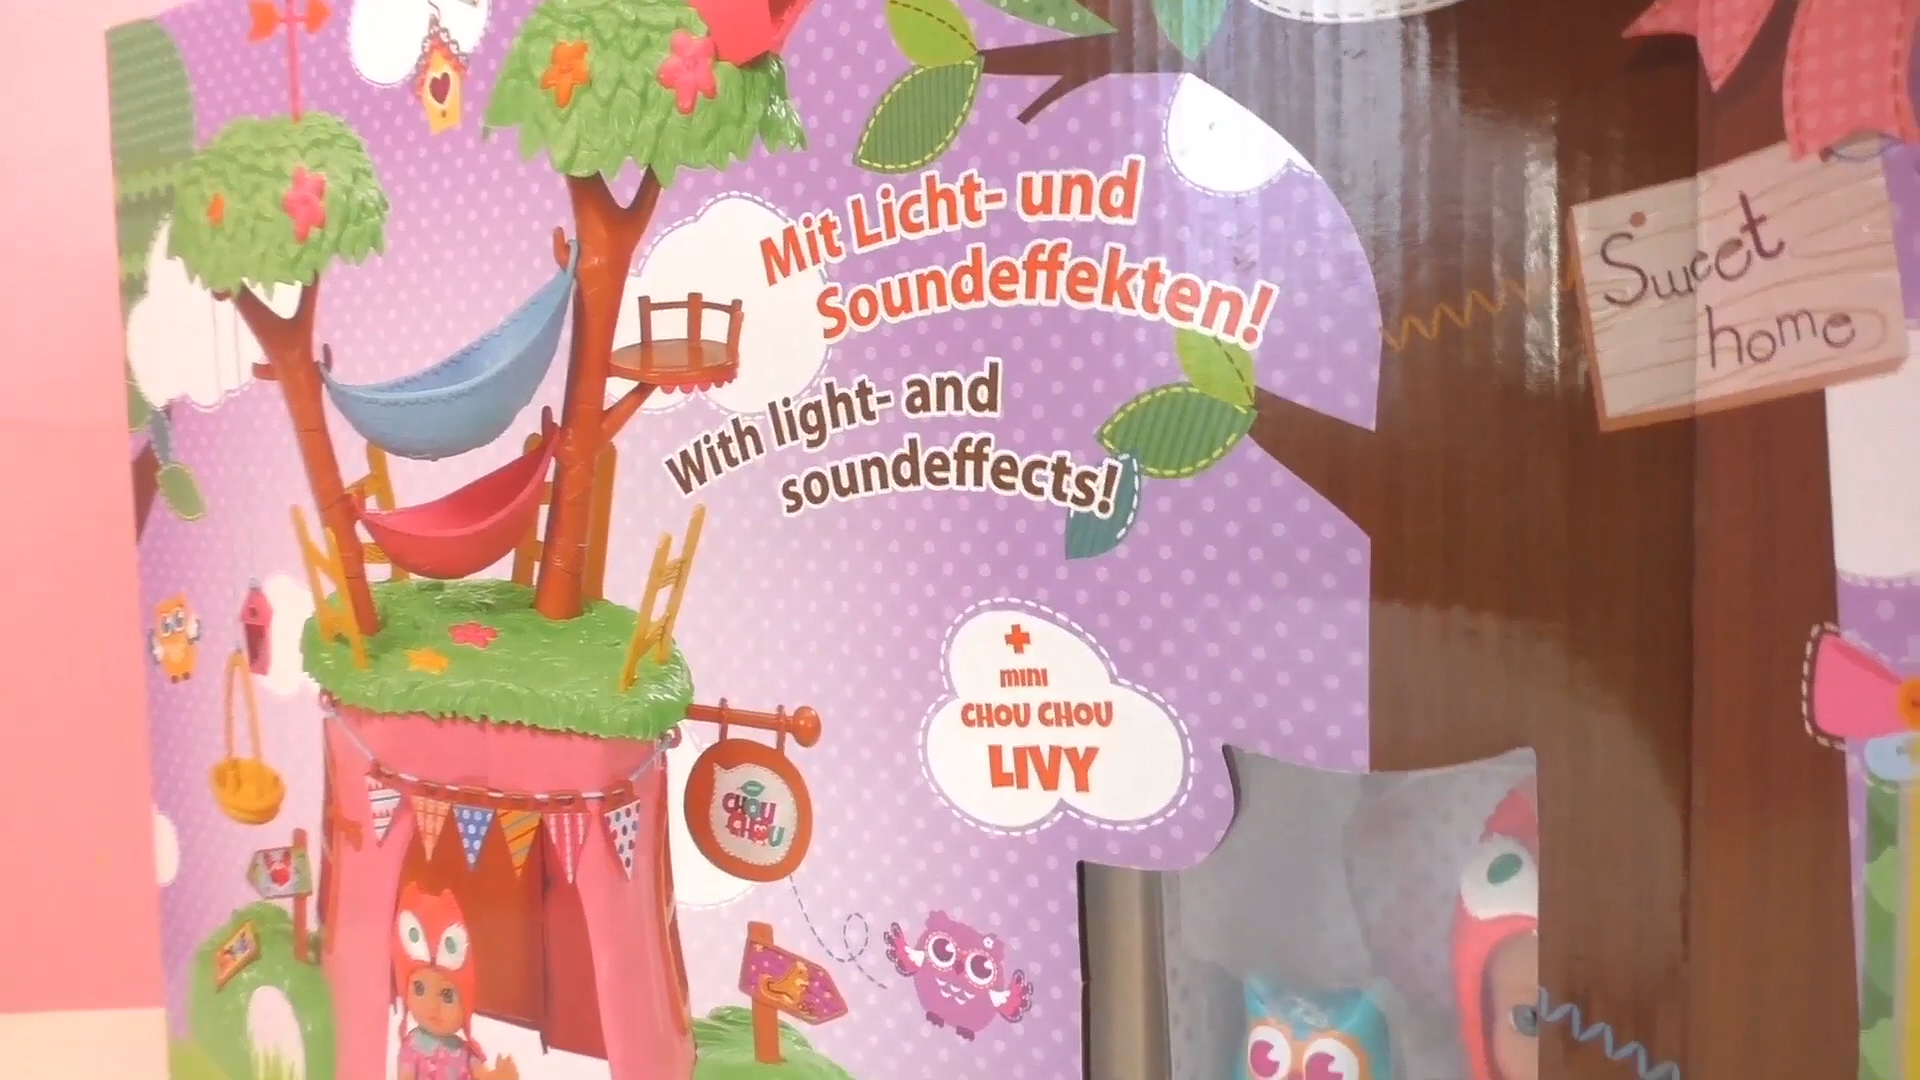 Mit Licht- und
Soundeffekten!
With light- and
soundeffects!
Sweet
home
+
mini
CHOU CHOU
LIVY
CHOU
CHOU